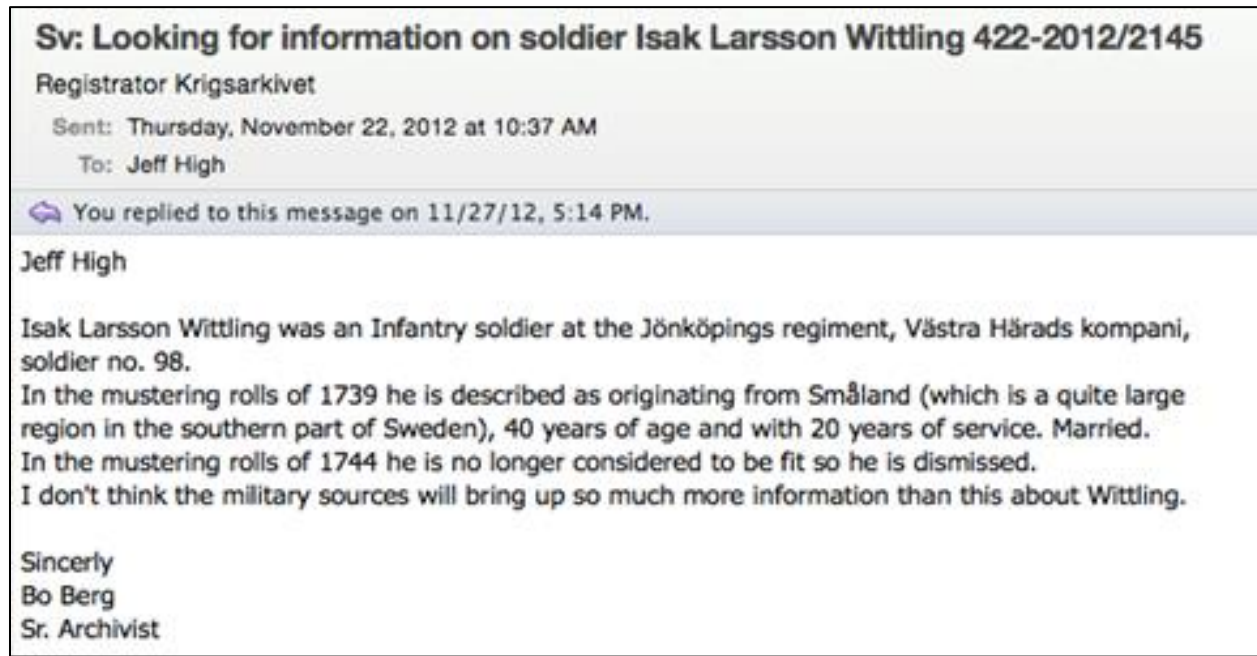 Sv: Looking for information on soldier Isak Larsson Wittling 422-2012/2145
Registrator Krigsarkivet
Sent: Thursday, November 22, 2012 at 10:37 AM
To: Jeff High
You replied to this message on 11/27/12, 5:14 PM.
Jeff High
Isak Larsson Wittling was an Infantry soldier at the Jönköpings regiment, Västra Härads kompani,
soldier no. 98.
In the mustering rolls of 1739 he is described as originating from Småland (which is a quite large
region in the southern part of Sweden), 40 years of age and with 20 years of service. Married.
In the mustering rolls of 1744 he is no longer considered to be fit so he is dismissed.
I don't think the military sources will bring up so much more information than this about Wittling.
Sincerly
Bo Berg
Sr. Archivist